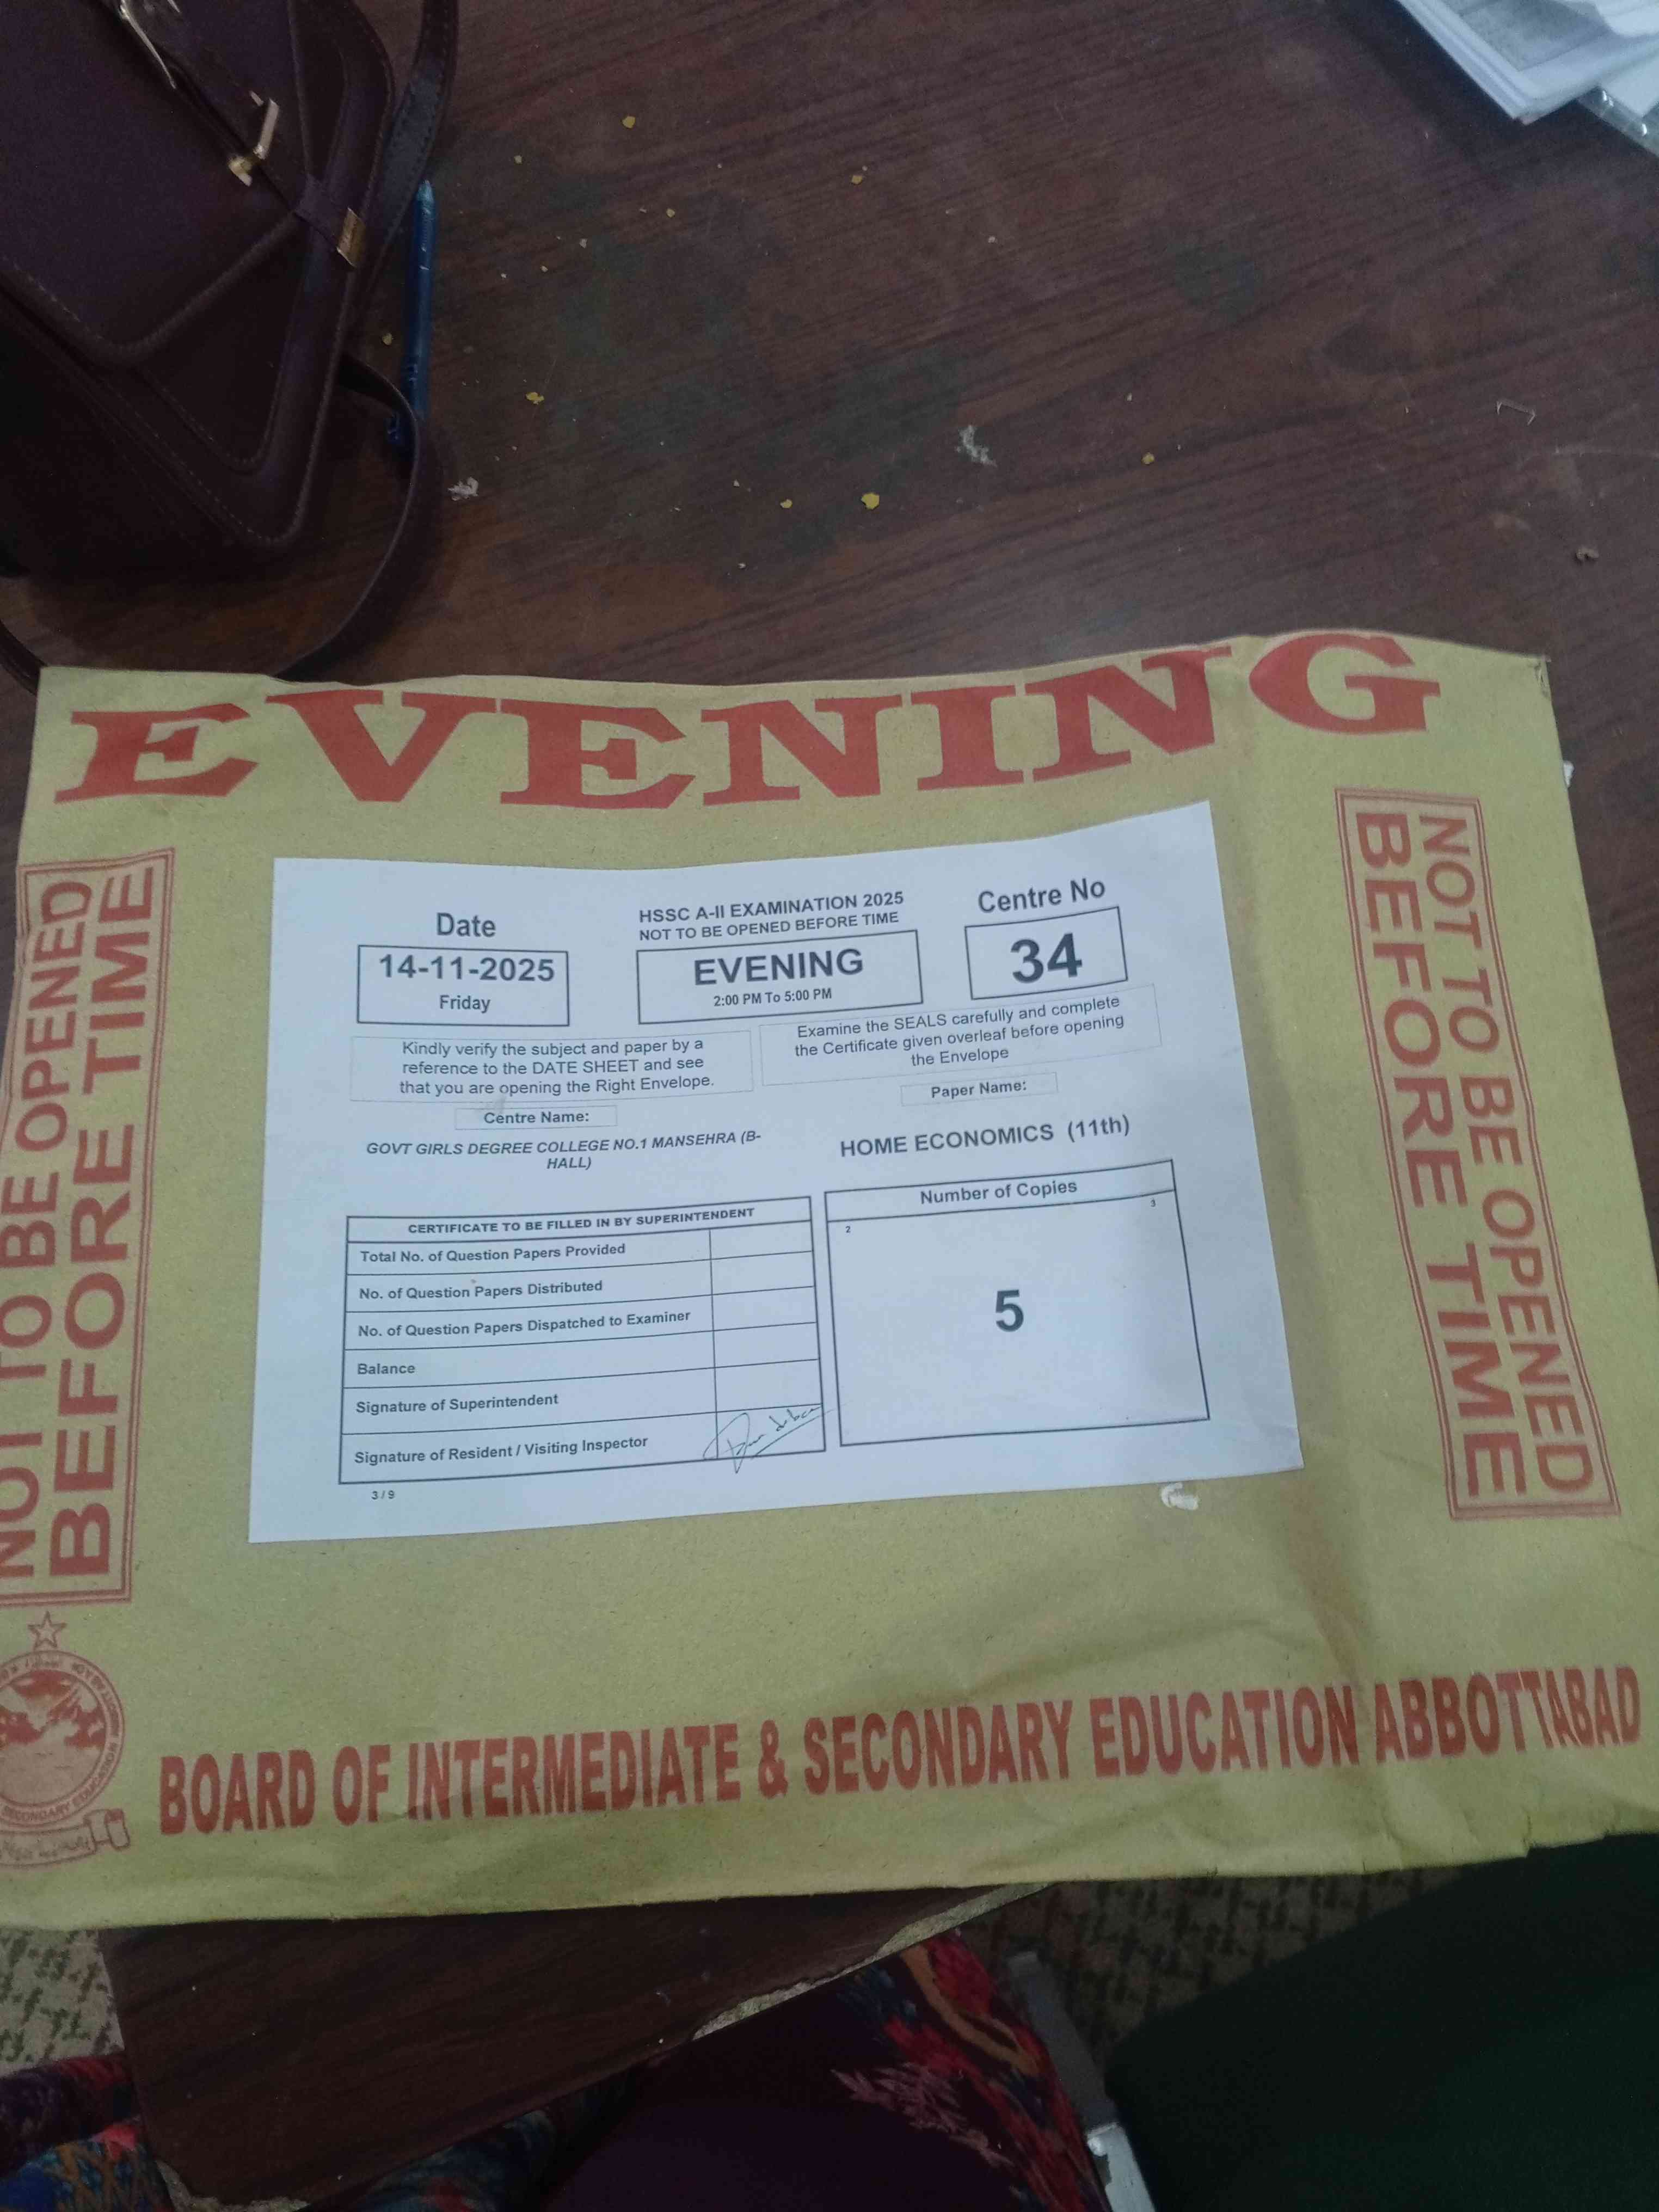 EVENING
NOT TO BE OPENED
BEFORE TIME
NOT TO BE OPENED
BEFORE TIME
Date
14-11-2025
Friday
HSSC A-II EXAMINATION 2025
NOT TO BE OPENED BEFORE TIME
EVENING
2:00 PM To 5:00 PM
Centre No
34
Kindly verify the subject and paper by a
reference to the DATE SHEET and see
that you are opening the Right Envelope.
Examine the SEALS carefully and complete
the Certificate given overleaf before opening
the Envelope
Centre Name:
GOVT GIRLS DEGREE COLLEGE NO.1 MANSEHRA (B-
HALL)
Paper Name:
HOME ECONOMICS (11th)
CERTIFICATE TO BE FILLED IN BY SUPERINTENDENT
Total No. of Question Papers Provided
No. of Question Papers Distributed
No. of Question Papers Dispatched to Examiner
Balance
Signature of Superintendent
Signature of Resident / Visiting Inspector
3 / 9
Number of Copies
2
3
5
SECONDARY EDUCATION
BOARD OF INTERMEDIATE & SECONDARY EDUCATION ABBOTTABAD